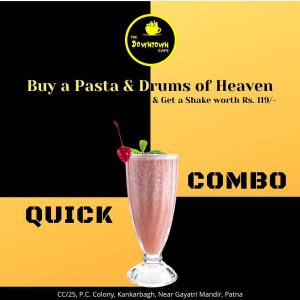 THE
DOWNTOWN
CAFE
Buy a Pasta & Drums of Heaven
& Get a Shake worth Rs. 119/-
COMBO
QUICK
CC/25, P.C. Colony, Kankarbagh, Near Gayatri Mandir, Patna